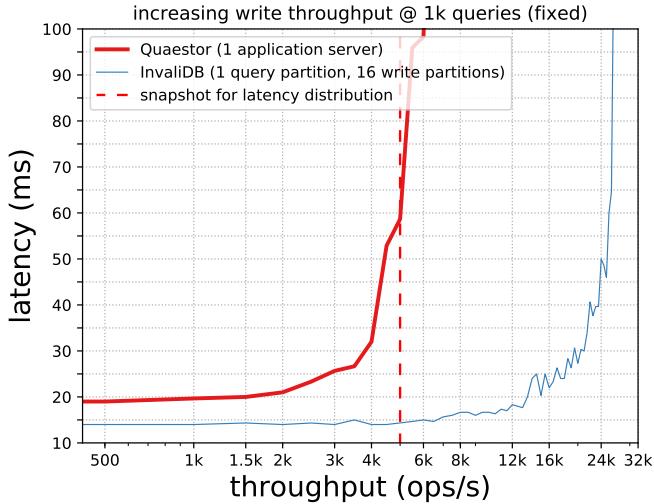 increasing write throughput @ 1k queries (fixed)
100
90
80
70
60
50
40
30
20
10
latency (ms)
Quaestor (1 application server)
InvaliDB (1 query partition, 16 write partitions)
snapshot for latency distribution
500 1k 1.5k 2k 3k 4k 6k 8k 12k 16k 24k 32k
throughput (ops/s)